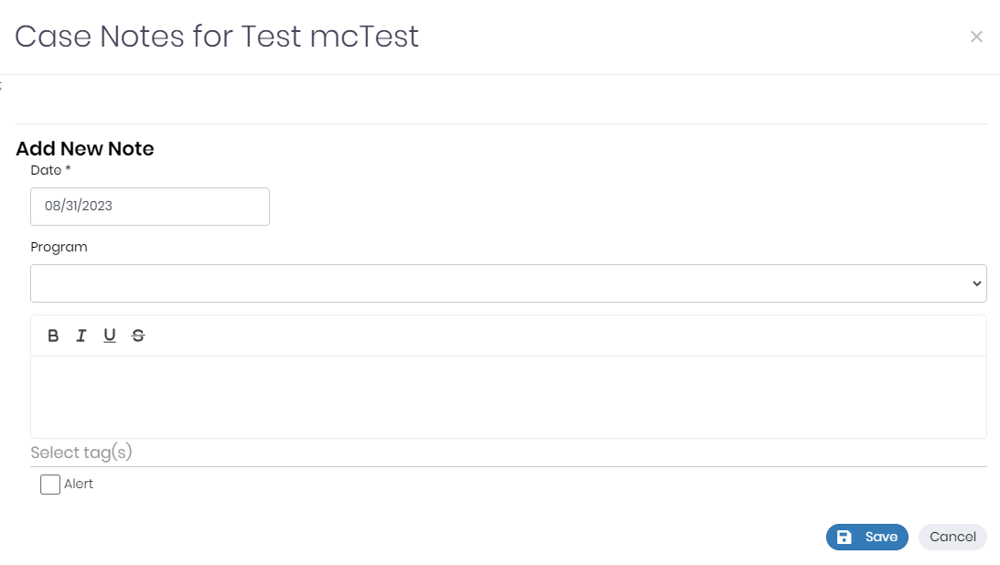 Case Notes for Test mcTest
;
Add New Note
Date *
08/31/2023
Program
B I U S
Select tag(s)
Alert
Save Cancel